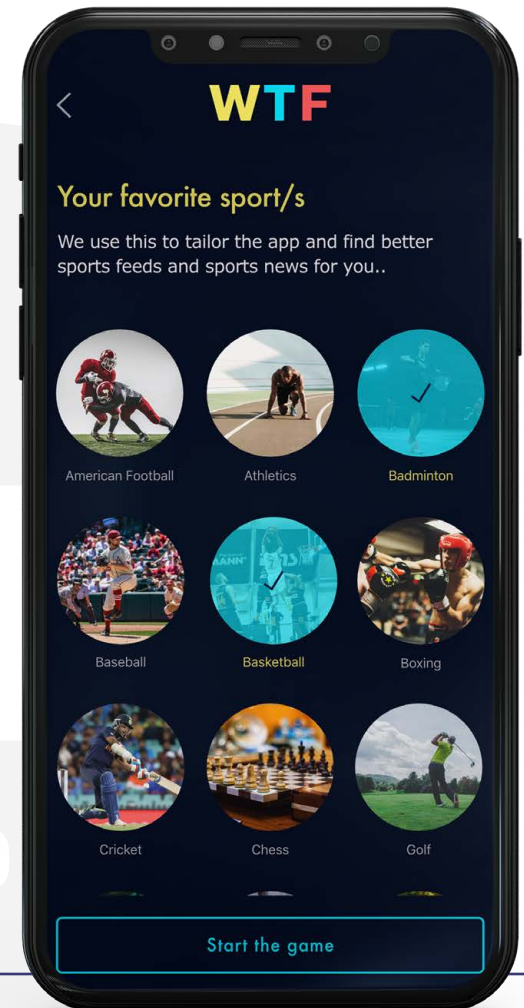 WTF
Your favorite sport/s
We use this to tailor the app and find better
sports feeds and sports news for you..
American Football
Athletics
Badminton
Baseball
Basketball
Boxing
Cricket
Chess
Golf
Start the game